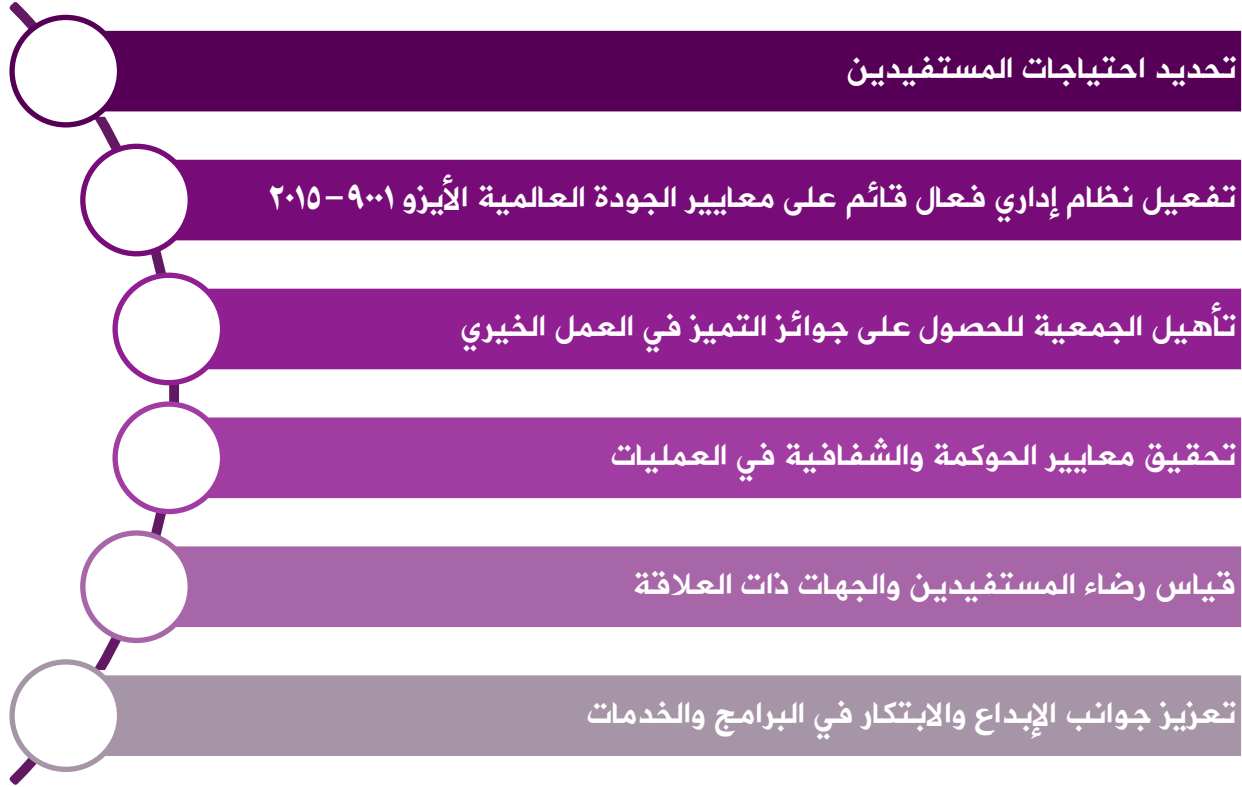 تحديد احتياجات المستفيدين
تفعيل نظام إداري فعال قائم على معايير الجودة العالمية الأيزو ٩٠٠١ – ٢٠١٥
تأهيل الجمعية للحصول على جوائز التميز في العمل الخيري
تحقيق معايير الحوكمة والشفافية في العمليات
قياس رضاء المستفيدين والجهات ذات العلاقة
تعزيز جوانب الإبداع والابتكار في البرامج والخدمات